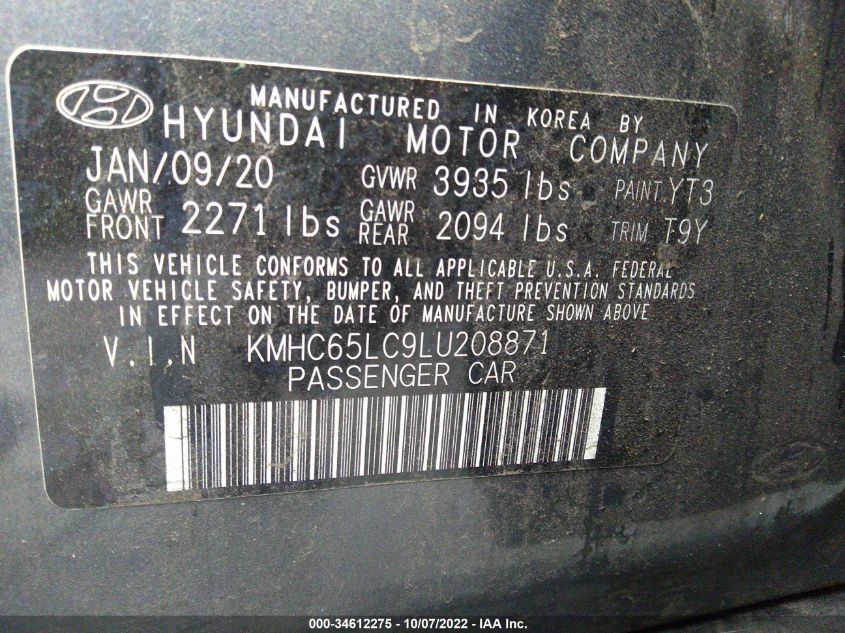 MANUFACTURED IN KOREA BY
HYUNDAI MOTOR COMPANY
JAN/09/20 GVWR 3935 lbs PAINT:YT3
GAWR FRONT 2271 lbs GAWR REAR 2094 lbs TRIM T9Y
THIS VEHICLE CONFORMS TO ALL APPLICABLE U.S.A. FEDERAL
MOTOR VEHICLE SAFETY, BUMPER, AND THEFT PREVENTION STANDARDS
IN EFFECT ON THE DATE OF MANUFACTURE SHOWN ABOVE
V.I.N KMHC65LC9LU208871
PASSENGER CAR
000-34612275 - 10/07/2022 - IAA Inc.